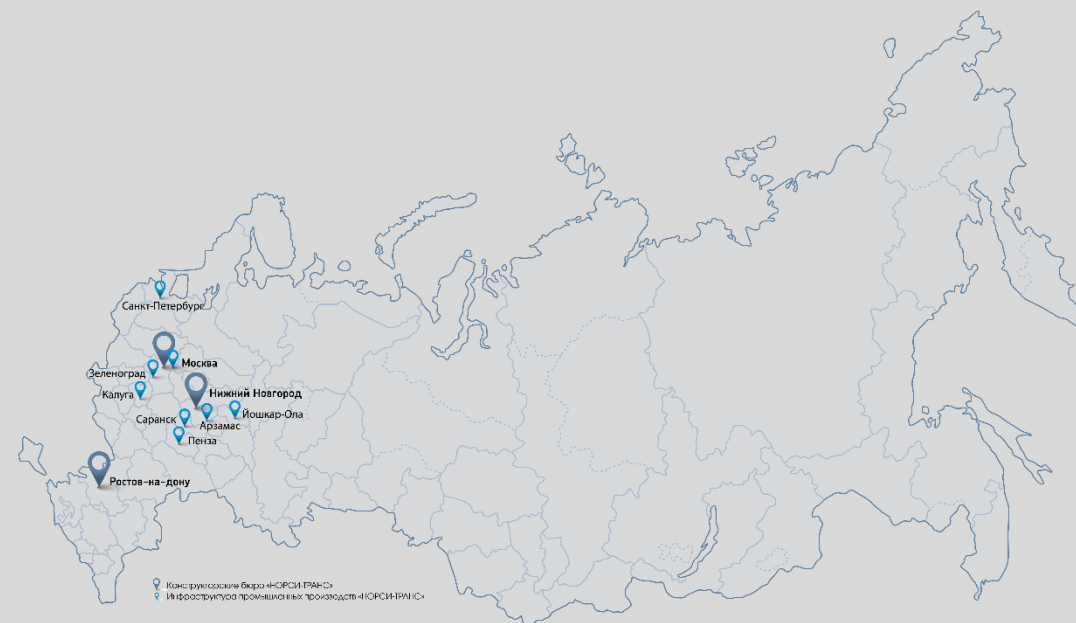 Санкт-Петербург
Москва
Зеленоград
Нижний Новгород
Калуга
Йошкар-Ола
Саранск
Арзамас
Пенза
Ростов-на-дону
Конструкторские бюро «НОРСИ-ТРАНС»
Инфраструктура промышленных производств «НОРСИ-ТРАНС»